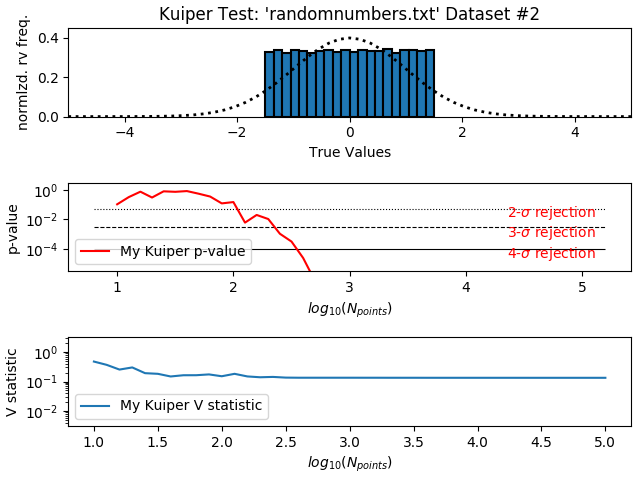 Kuiper Test: 'randomnumbers.txt' Dataset #2
normlzd. rv freq.
0.4
0.2
0.0
−4 −2 0 2 4
True Values
p-value
10⁰
10⁻²
10⁻⁴
2-σ rejection
3-σ rejection
4-σ rejection
My Kuiper p-value
1 2 3 4 5
log₁₀(Nₚₒᵢₙₜₛ)
V statistic
10⁰
10⁻¹
10⁻²
My Kuiper V statistic
1.0 1.5 2.0 2.5 3.0 3.5 4.0 4.5 5.0
log₁₀(Nₚₒᵢₙₜₛ)